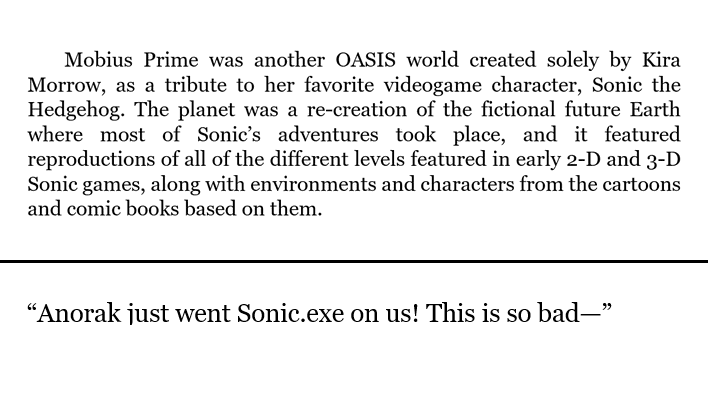 Mobius Prime was another OASIS world created solely by Kira
Morrow, as a tribute to her favorite videogame character, Sonic the
Hedgehog. The planet was a re-creation of the fictional future Earth
where most of Sonic’s adventures took place, and it featured
reproductions of all of the different levels featured in early 2-D and 3-D
Sonic games, along with environments and characters from the cartoons
and comic books based on them.
“Anorak just went Sonic.exe on us! This is so bad—”